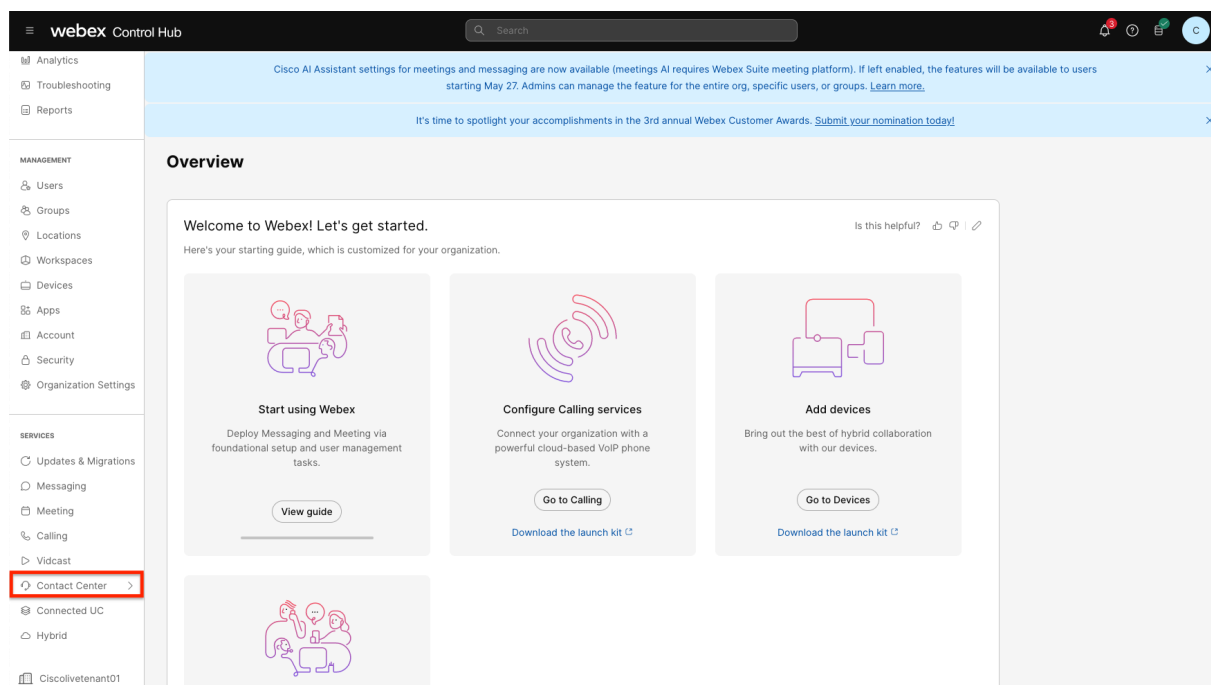 webex Control Hub
Search
3
C
Analytics
Troubleshooting
Reports
MANAGEMENT
Users
Groups
Locations
Workspaces
Devices
Apps
Account
Security
Organization Settings
SERVICES
Updates & Migrations
Messaging
Meeting
Calling
Vidcast
Contact Center
Connected UC
Hybrid
Ciscolivetenant01
Cisco AI Assistant settings for meetings and messaging are now available (meetings AI requires Webex Suite meeting platform). If left enabled, the features will be available to users
starting May 27. Admins can manage the feature for the entire org, specific users, or groups. Learn more.
It's time to spotlight your accomplishments in the 3rd annual Webex Customer Awards. Submit your nomination today!
Overview
Welcome to Webex! Let's get started.
Is this helpful?
Here's your starting guide, which is customized for your organization.
Start using Webex
Deploy Messaging and Meeting via
foundational setup and user management
tasks.
View guide
Configure Calling services
Connect your organization with a
powerful cloud-based VoIP phone
system.
Go to Calling
Download the launch kit
Add devices
Bring out the best of hybrid collaboration
with our devices.
Go to Devices
Download the launch kit